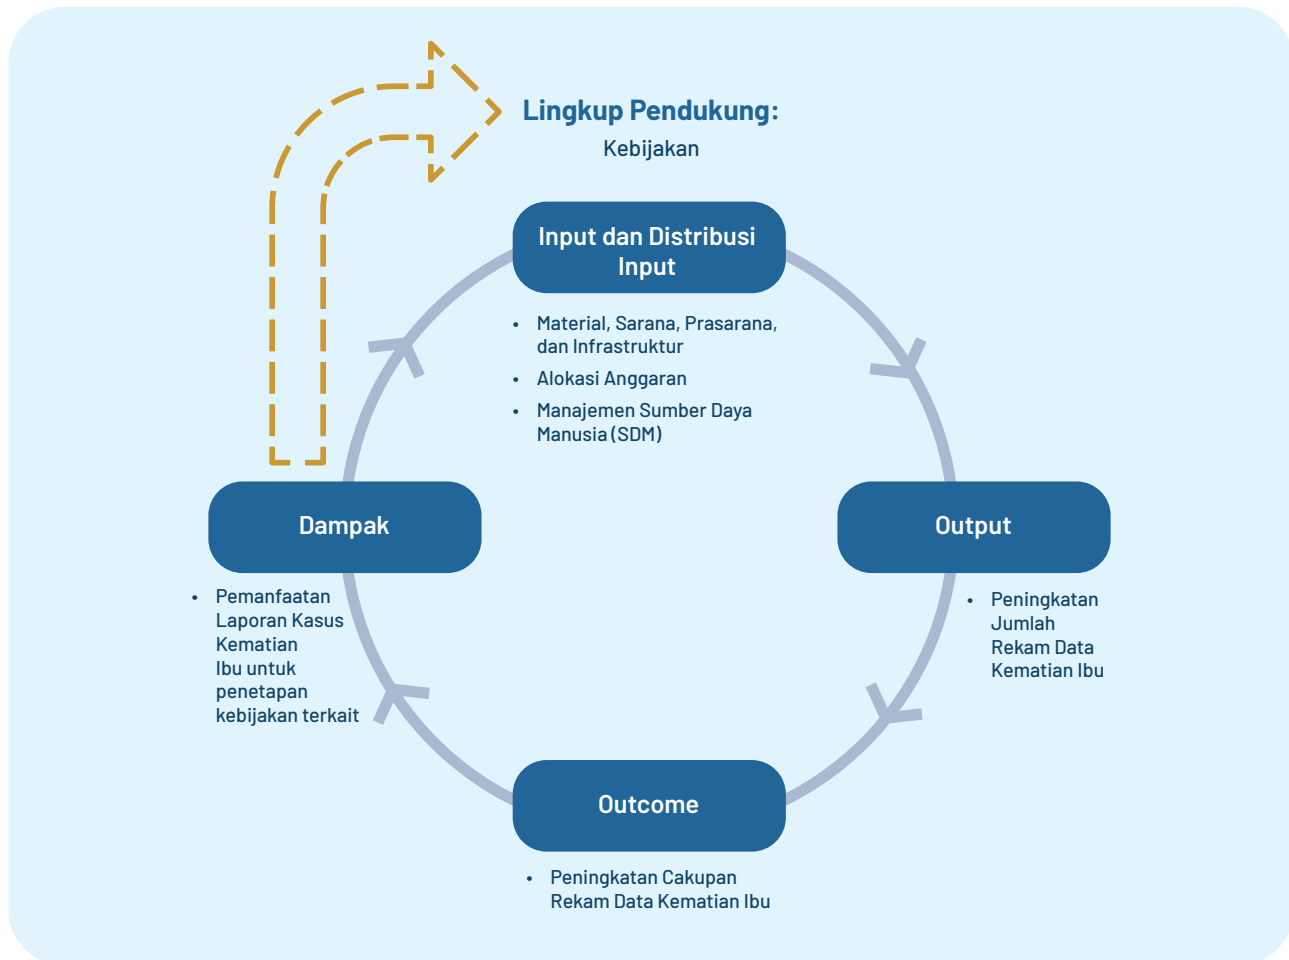 Lingkup Pendukung:
Kebijakan
Input dan Distribusi
Input
• Material, Sarana, Prasarana,
dan Infrastruktur
• Alokasi Anggaran
• Manajemen Sumber Daya
Manusia (SDM)
Dampak
• Pemanfaatan
Laporan Kasus
Kematian
Ibu untuk
penetapan
kebijakan terkait
Output
• Peningkatan
Jumlah
Rekam Data
Kematian Ibu
Outcome
• Peningkatan Cakupan
Rekam Data Kematian Ibu